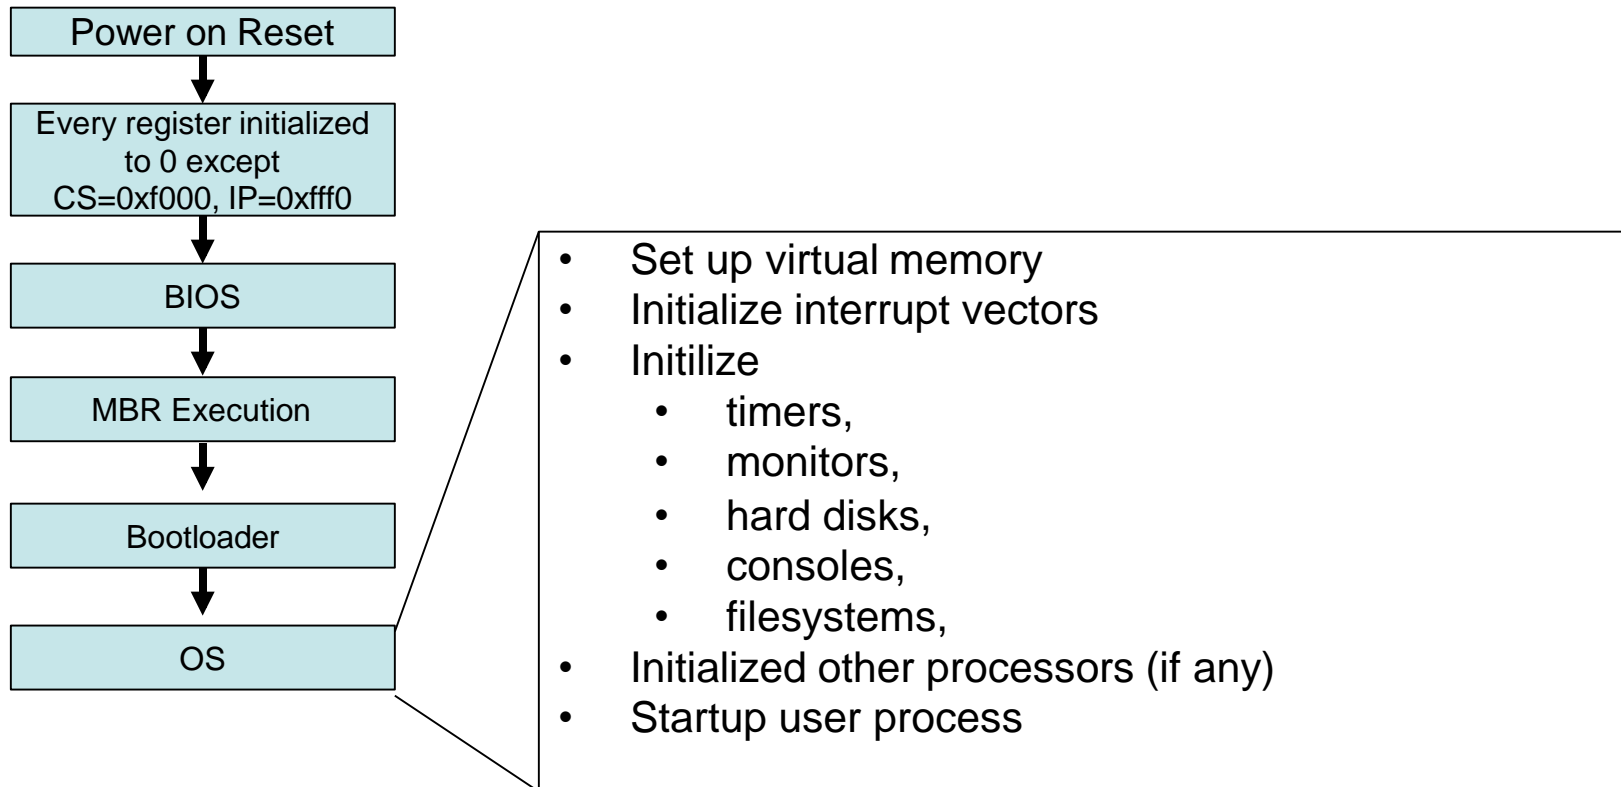 Power on Reset
Every register initialized
to 0 except
CS=0xf000, IP=0xfff0
BIOS
MBR Execution
Bootloader
OS
• Set up virtual memory
• Initialize interrupt vectors
• Initilize
• timers,
• monitors,
• hard disks,
• consoles,
• filesystems,
• Initialized other processors (if any)
• Startup user process